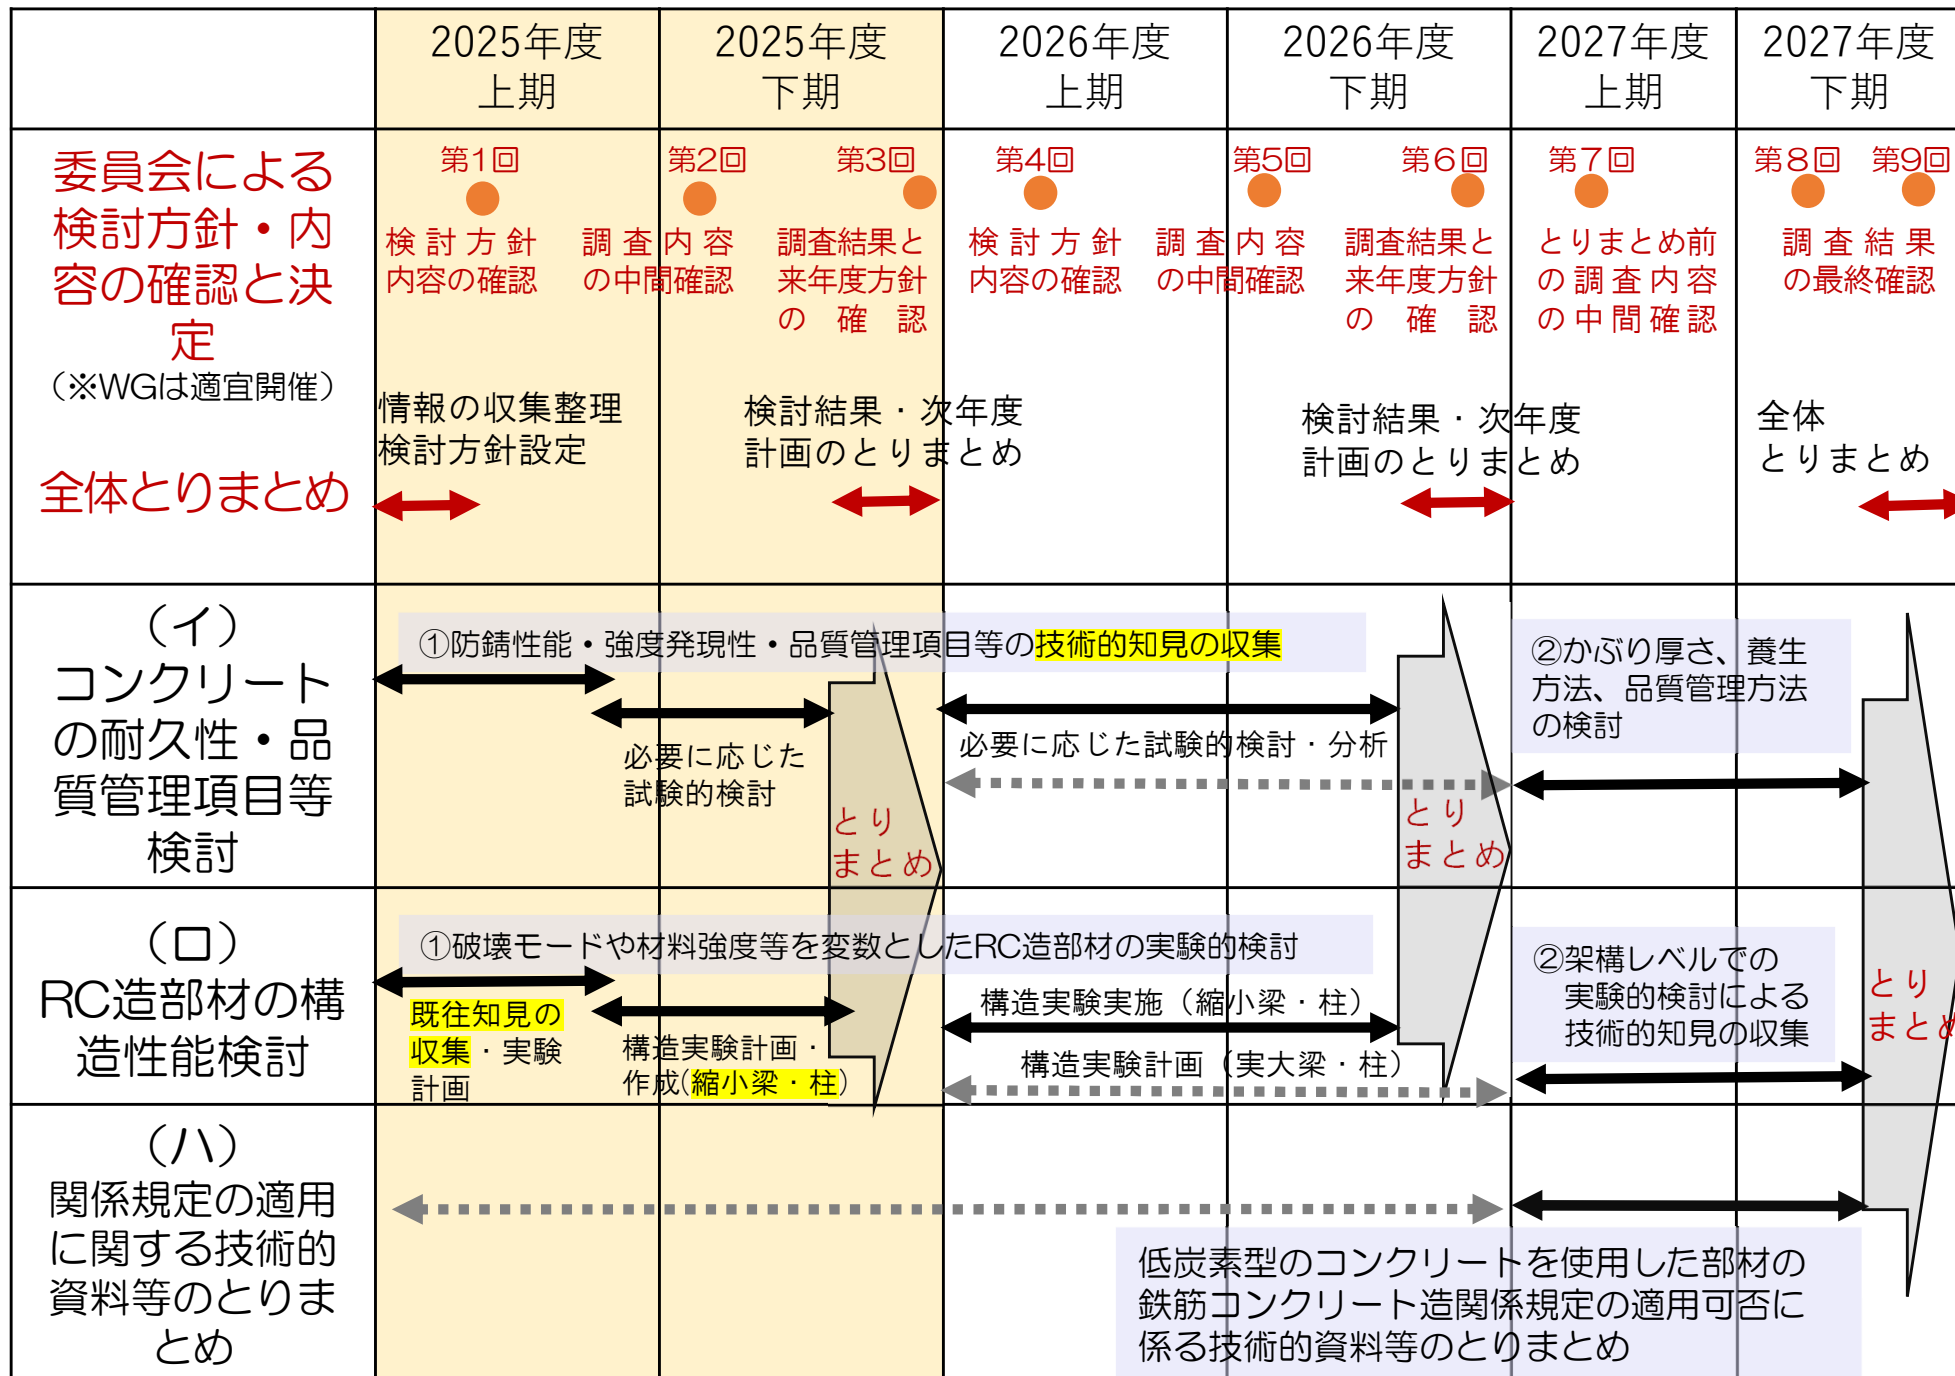 2025年度
上期
2025年度
下期
2026年度
上期
2026年度
下期
2027年度
上期
2027年度
下期
委員会による
検討方針・内
容の確認と決
定
（※WGは適宜開催）
全体とりまとめ
第1回
第2回
第3回
第4回
第5回
第6回
第7回
第8回
第9回
検討方針
内容の確認
調査内容
の中間確認
調査結果と
来年度方針
の確認
検討方針
内容の確認
調査内容
の中間確認
調査結果と
来年度方針
の確認
とりまとめ前
の調査内容
の中間確認
調査結果
の最終確認
情報の収集整理
検討方針設定
検討結果・次年度
計画のとりまとめ
検討結果・次年度
計画のとりまとめ
全体
とりまとめ
（イ）
コンクリート
の耐久性・品
質管理項目等
検討
①防錆性能・強度発現性・品質管理項目等の技術的知見の収集
必要に応じた
試験的検討
とり
まとめ
必要に応じた試験的検討・分析
とり
まとめ
②かぶり厚さ、養生
方法、品質管理方法
の検討
（ロ）
RC造部材の構
造性能検討
①破壊モードや材料強度等を変数としたRC造部材の実験的検討
既往知見の
収集・実験
計画
構造実験計画・
作成(縮小梁・柱)
構造実験実施（縮小梁・柱）
構造実験計画（実大梁・柱）
②架構レベルでの
実験的検討による
技術的知見の収集
とり
まとめ
（ハ）
関係規定の適用
に関する技術的
資料等のとりま
とめ
低炭素型のコンクリートを使用した部材の
鉄筋コンクリート造関係規定の適用可否に
係る技術的資料等のとりまとめ